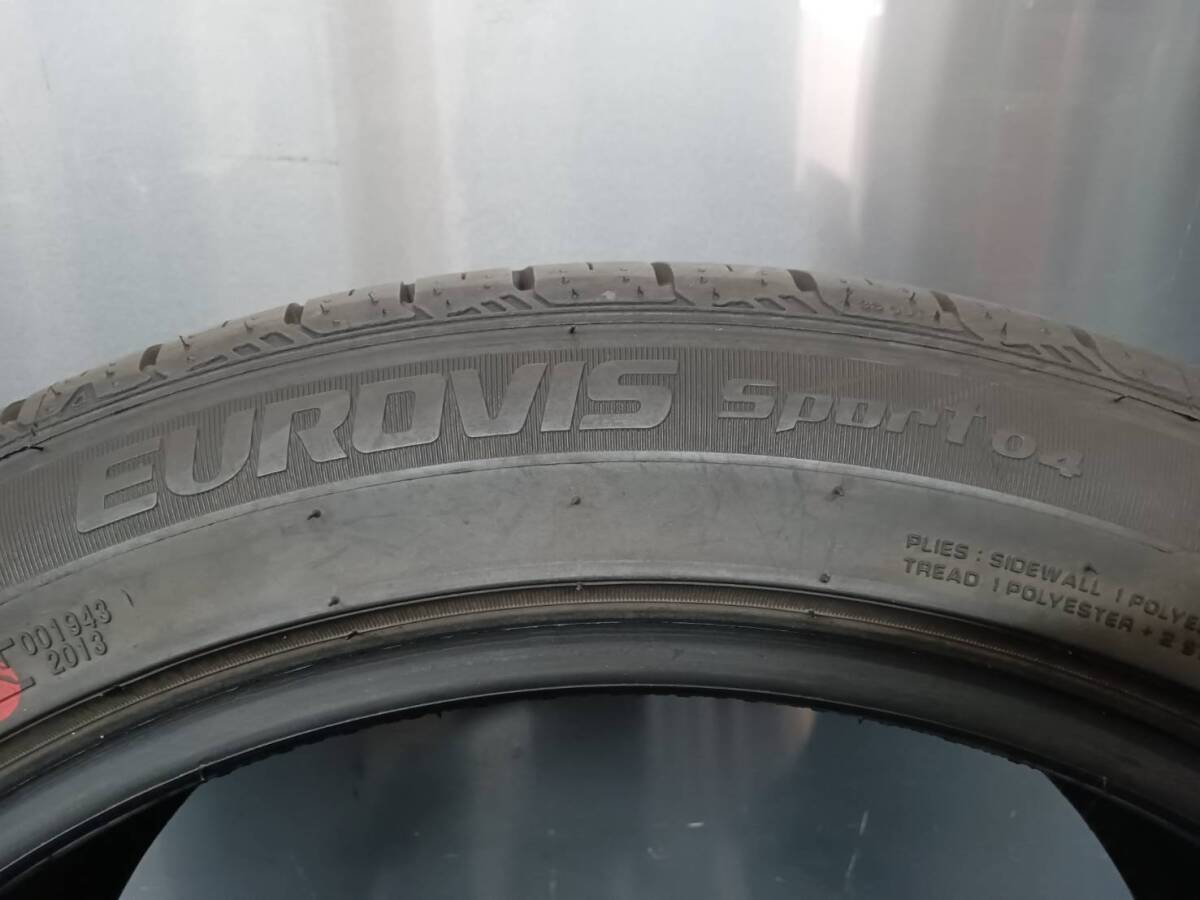 EUROVIS Sport 04
PLIES : SIDEWALL 1 POLYE
TREAD 1 POLYESTER + 2 S
001943
2013